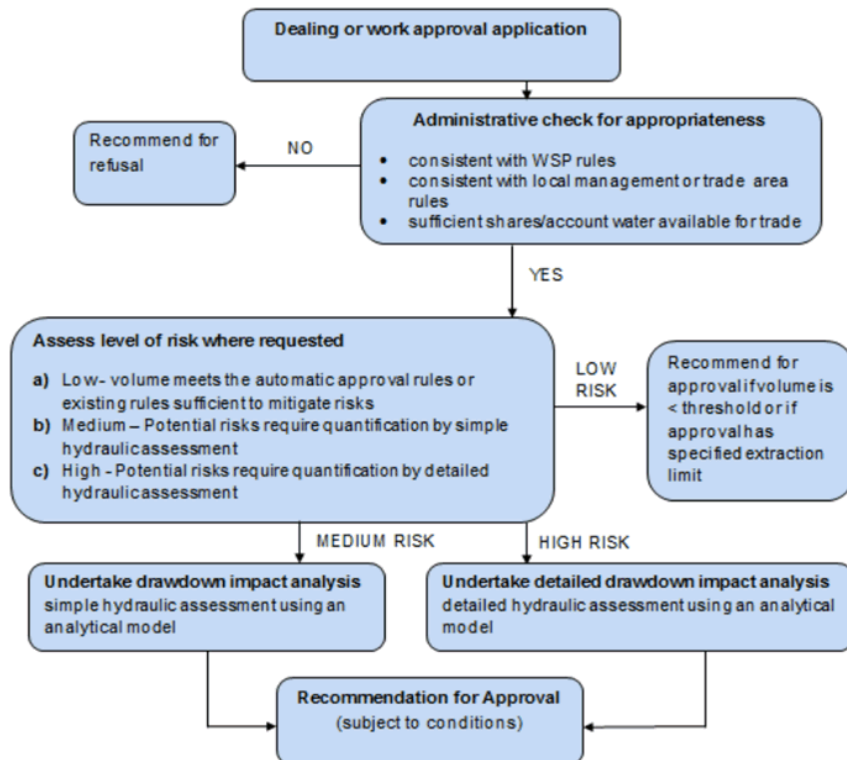 Dealing or work approval application
Administrative check for appropriateness
• consistent with WSP rules
• consistent with local management or trade area
rules
• sufficient shares/account water available for trade
NO
Recommend for
refusal
YES
Assess level of risk where requested
a) Low- volume meets the automatic approval rules or
existing rules sufficient to mitigate risks
b) Medium – Potential risks require quantification by simple
hydraulic assessment
c) High - Potential risks require quantification by detailed
hydraulic assessment
LOW
RISK
Recommend for
approval if volume is
< threshold or if
approval has
specified extraction
limit
MEDIUM RISK
HIGH RISK
Undertake drawdown impact analysis
simple hydraulic assessment using an
analytical model
Undertake detailed drawdown impact analysis
detailed hydraulic assessment using an analytical
model
Recommendation for Approval
(subject to conditions)